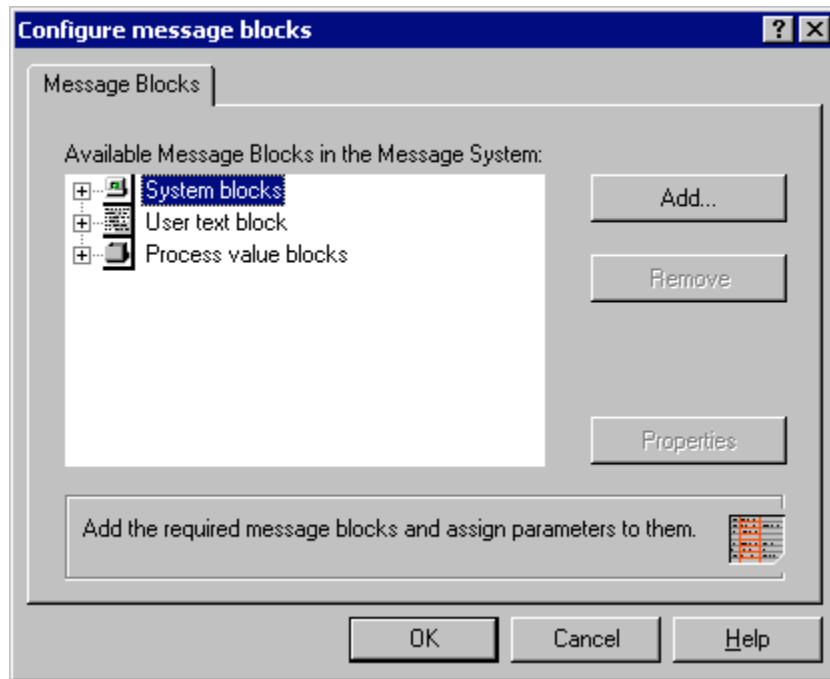 Configure message blocks
Message Blocks
Available Message Blocks in the Message System:
System blocks
Add...
User text block
Process value blocks
Remove
Properties
Add the required message blocks and assign parameters to them.
OK
Cancel
Help